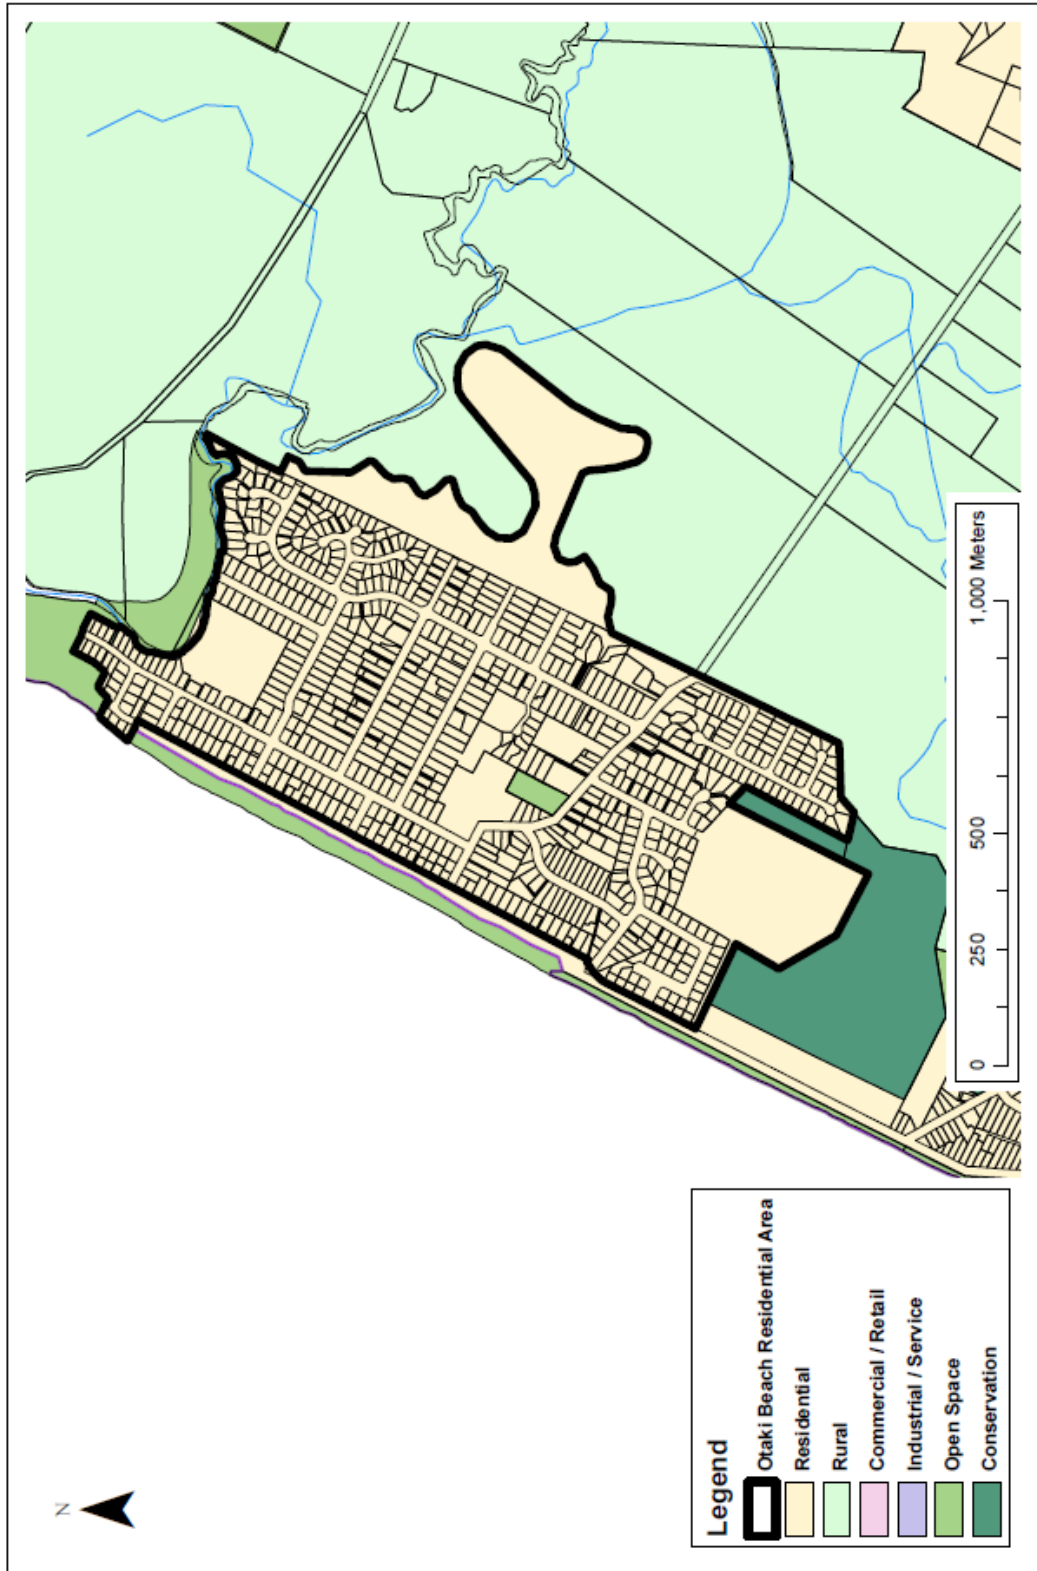 N
Legend
Otaki Beach Residential Area
Residential
Rural
Commercial / Retail
Industrial / Service
Open Space
Conservation
0 250 500 1,000 Meters